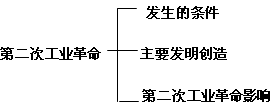 发生的条件
第二次工业革命
主要发明创造
第二次工业革命影响